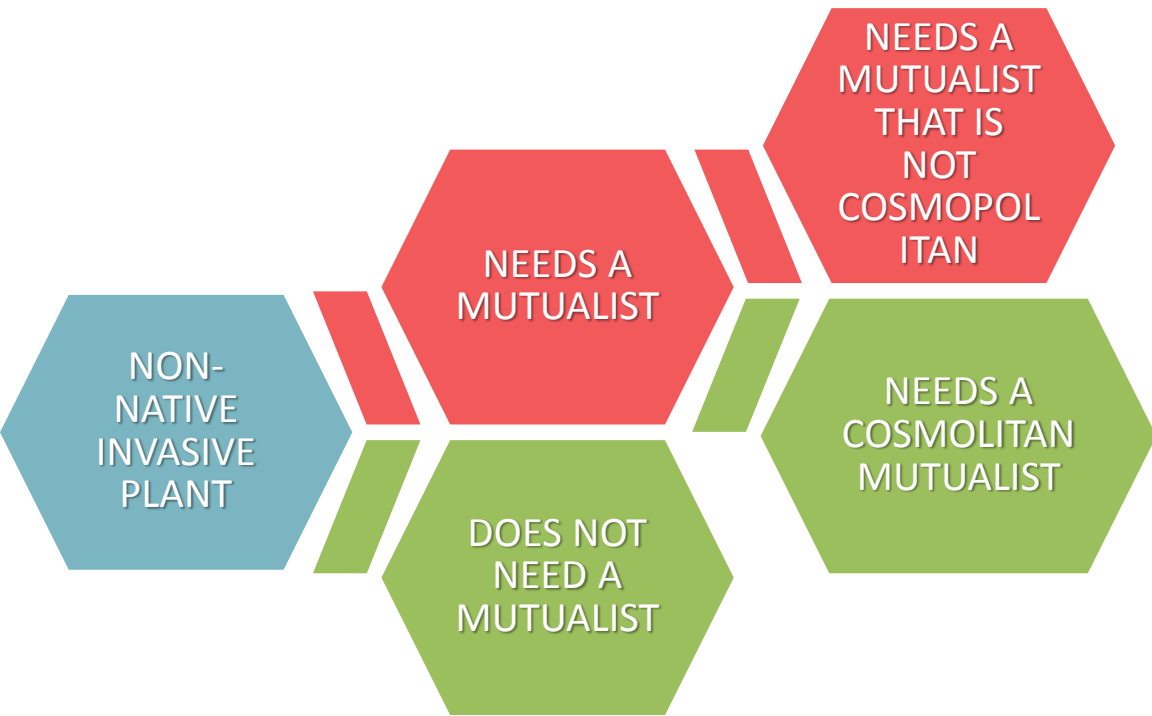 NON-
NATIVE
INVASIVE
PLANT
NEEDS A
MUTUALIST
DOES NOT
NEED A
MUTUALIST
NEEDS A
MUTUALIST
THAT IS
NOT
COSMOPOL
ITAN
NEEDS A
COSMOLITAN
MUTUALIST